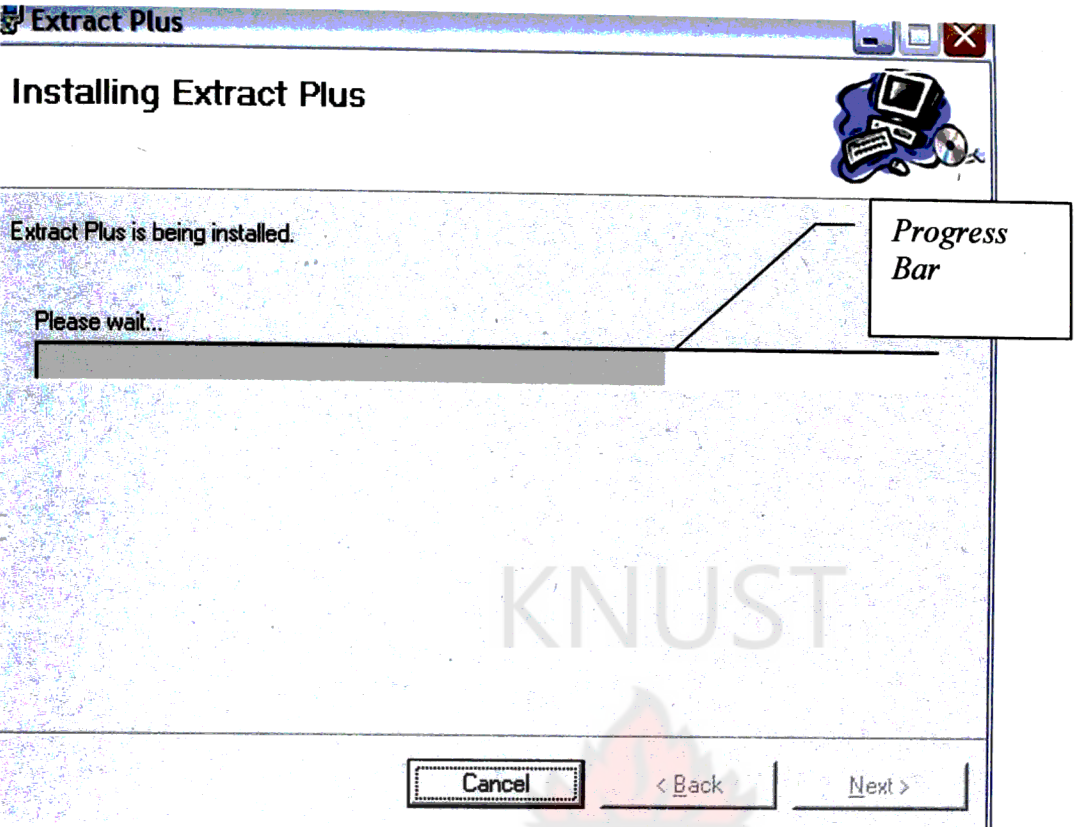 Extract Plus
Installing Extract Plus
Extract Plus is being installed.
Progress
Bar
Please wait...
KNUST
Cancel
< Back
Next >